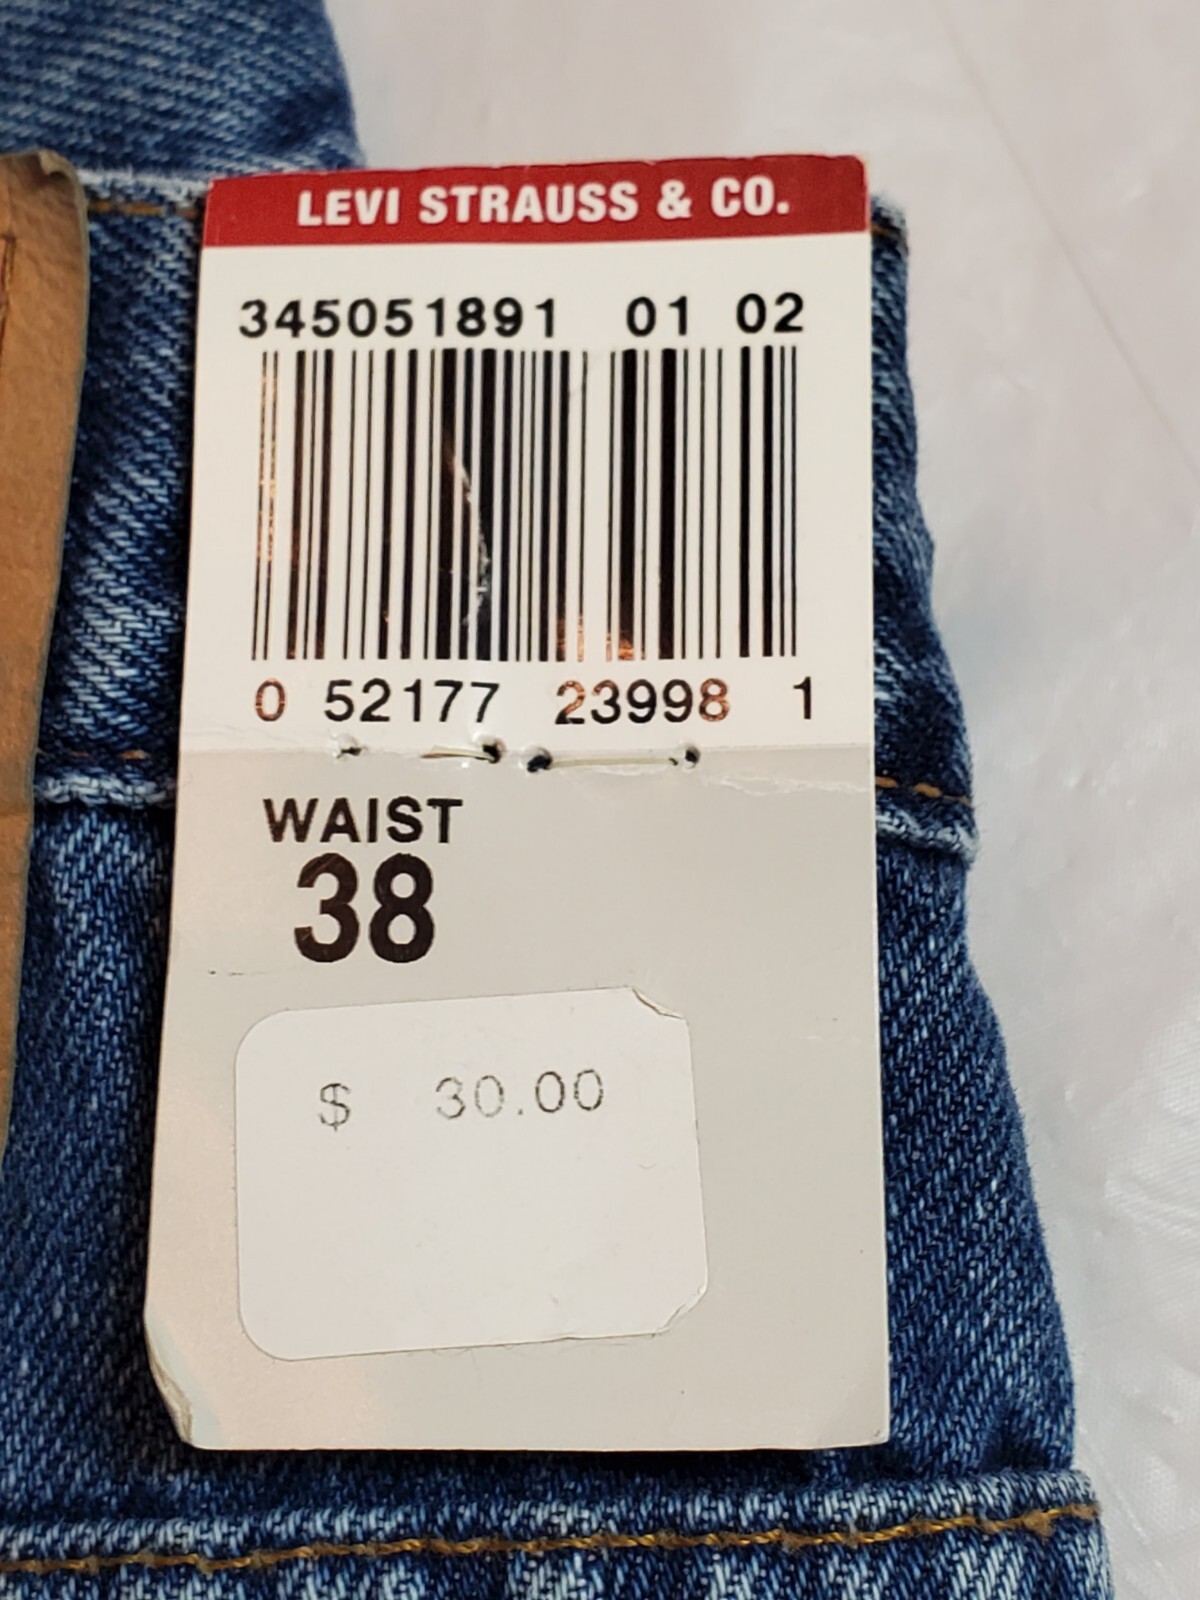 LEVI STRAUSS & CO.
345051891 01 02
0 52177 23998 1
WAIST
38
$ 30.00